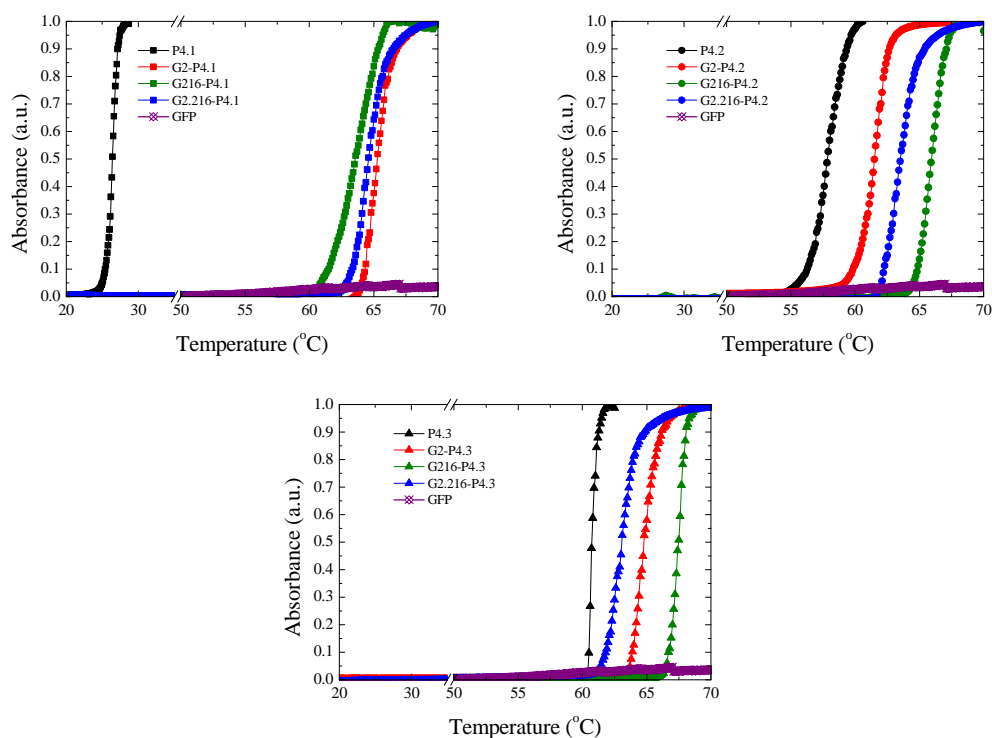 1.0
0.9
0.8
0.7
0.6
0.5
0.4
0.3
0.2
0.1
0.0
Absorbance (a.u.)
P4.1
G2-P4.1
G216-P4.1
G2.216-P4.1
GFP
20 30 50 55 60 65 70
Temperature (°C)
1.0
0.9
0.8
0.7
0.6
0.5
0.4
0.3
0.2
0.1
0.0
Absorbance (a.u.)
P4.2
G2-P4.2
G216-P4.2
G2.216-P4.2
GFP
20 30 50 55 60 65 70
Temperature (°C)
1.0
0.9
0.8
0.7
0.6
0.5
0.4
0.3
0.2
0.1
0.0
Absorbance (a.u.)
P4.3
G2-P4.3
G216-P4.3
G2.216-P4.3
GFP
20 30 50 55 60 65 70
Temperature (°C)